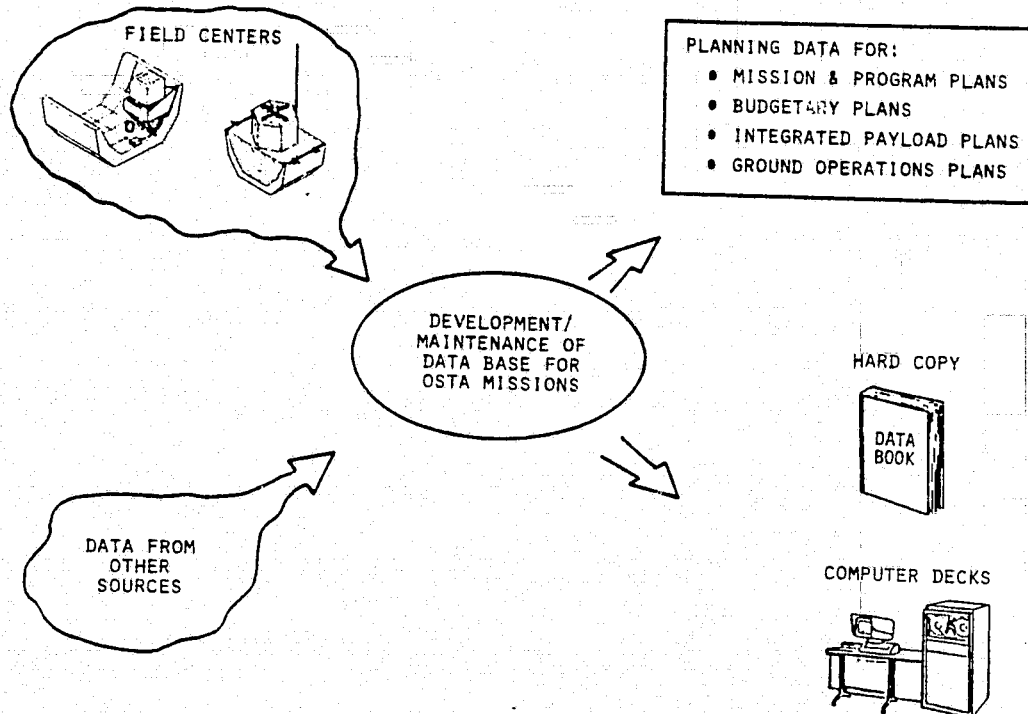 FIELD CENTERS
PLANNING DATA FOR:
• MISSION & PROGRAM PLANS
• BUDGETARY PLANS
• INTEGRATED PAYLOAD PLANS
• GROUND OPERATIONS PLANS
DEVELOPMENT/
MAINTENANCE OF
DATA BASE FOR
OSTA MISSIONS
HARD COPY
DATA
BOOK
DATA FROM
OTHER
SOURCES
COMPUTER DECKS